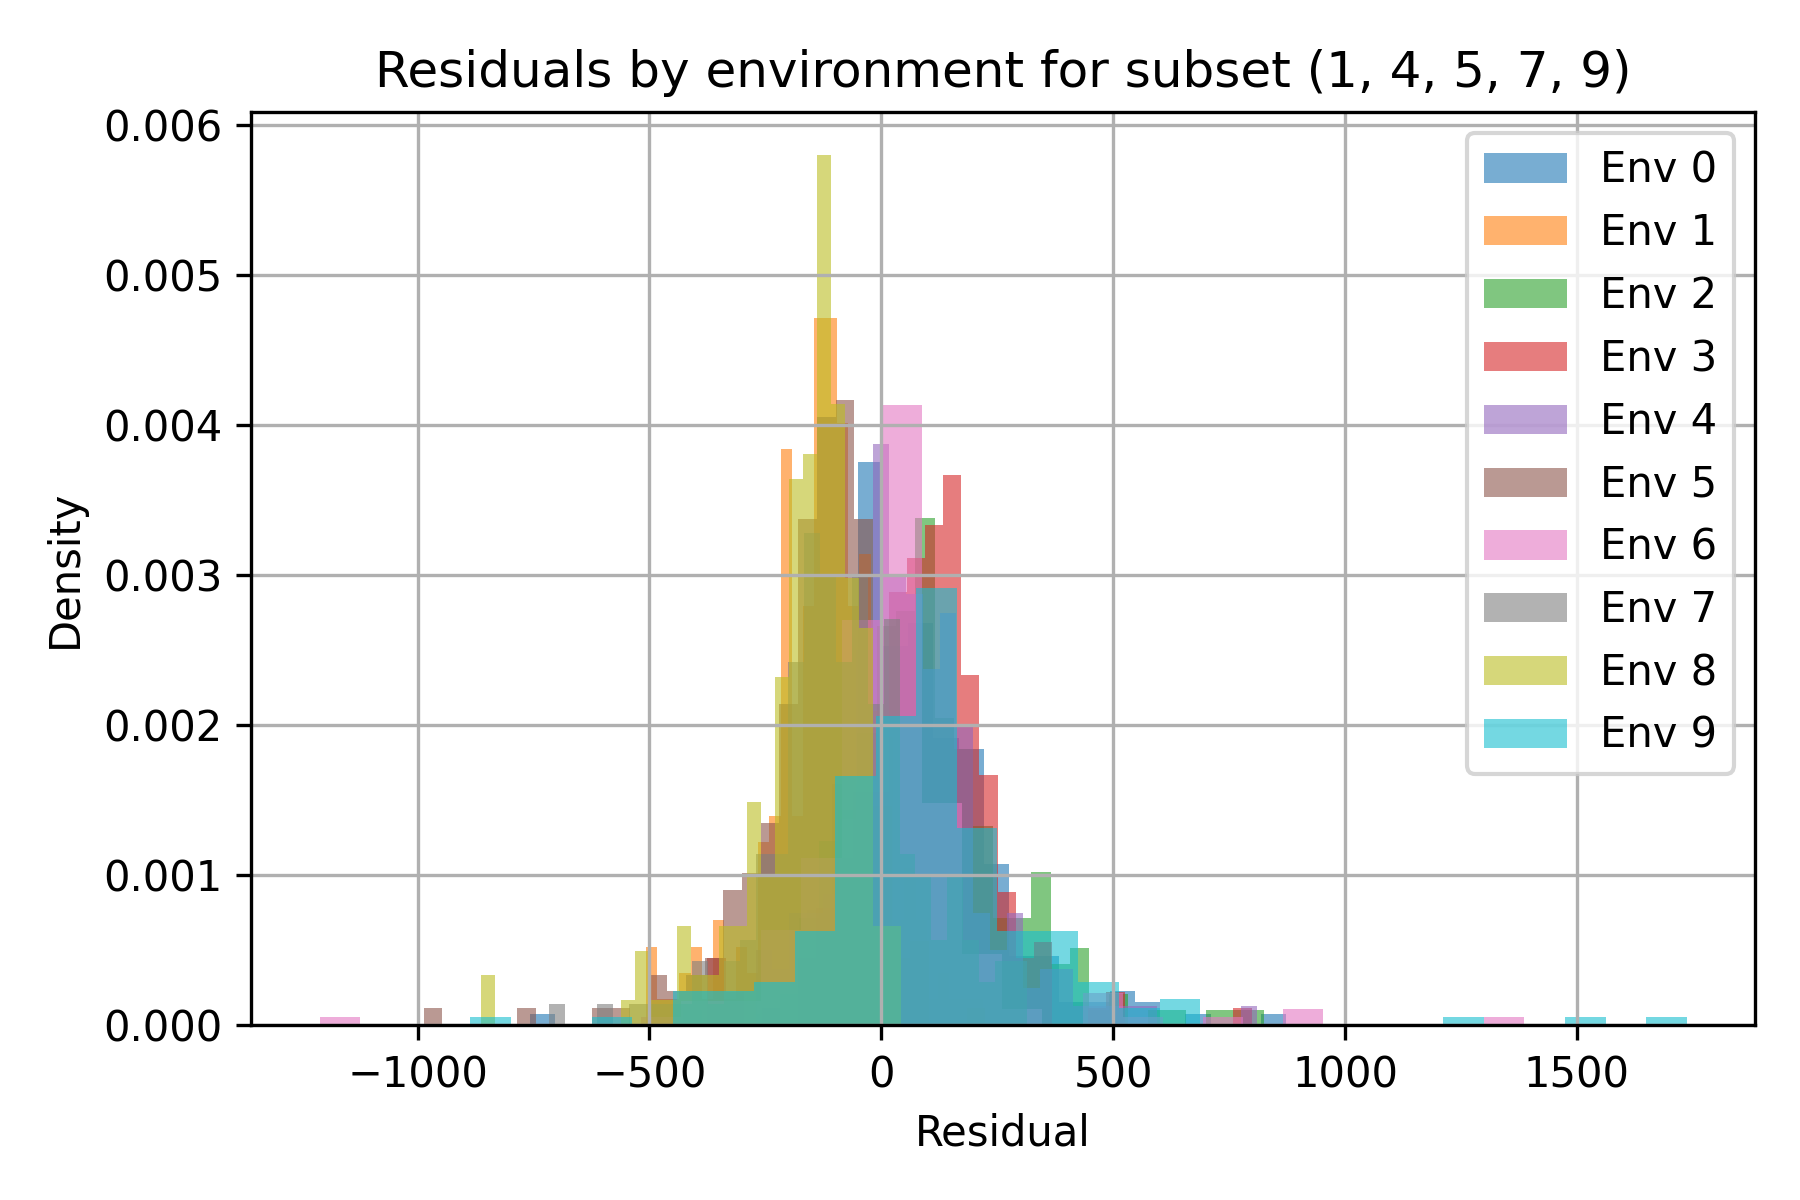 Residuals by environment for subset (1, 4, 5, 7, 9)
0.006
0.005
0.004
0.003
0.002
0.001
0.000
Density
−1000
−500
0
500
1000
1500
Residual
Env 0
Env 1
Env 2
Env 3
Env 4
Env 5
Env 6
Env 7
Env 8
Env 9